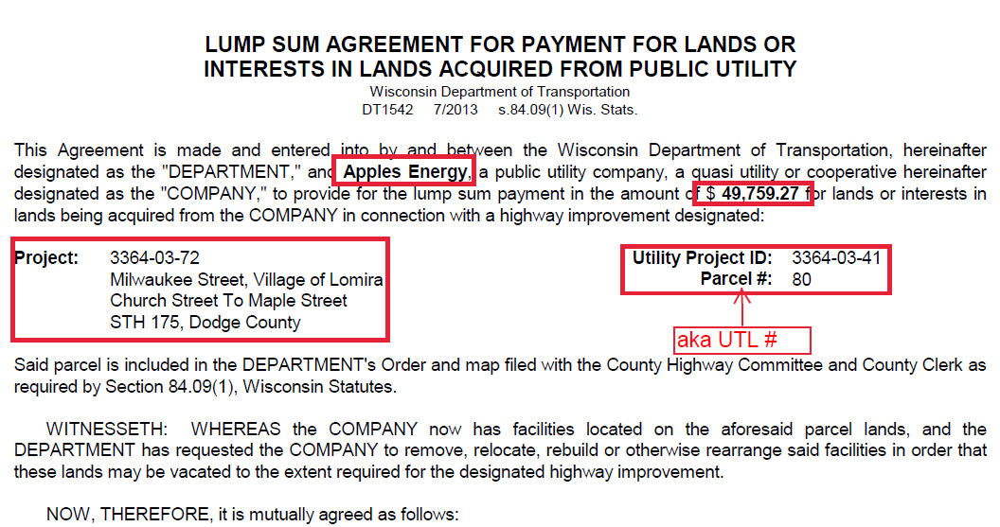 LUMP SUM AGREEMENT FOR PAYMENT FOR LANDS OR
INTERESTS IN LANDS ACQUIRED FROM PUBLIC UTILITY
Wisconsin Department of Transportation
DT1542 7/2013 s.84.09(1) Wis. Stats.
This Agreement is made and entered into by and between the Wisconsin Department of Transportation, hereinafter
designated as the "DEPARTMENT," and Apples Energy, a public utility company, a quasi utility or cooperative hereinafter
designated as the "COMPANY," to provide for the lump sum payment in the amount of $ 49,759.27 for lands or interests in
lands being acquired from the COMPANY in connection with a highway improvement designated:
Project: 3364-03-72
Milwaukee Street, Village of Lomira
Church Street To Maple Street
STH 175, Dodge County
Utility Project ID: 3364-03-41
Parcel #: 80
aka UTL #
Said parcel is included in the DEPARTMENT's Order and map filed with the County Highway Committee and County Clerk as
required by Section 84.09(1), Wisconsin Statutes.
WITNESSETH: WHEREAS the COMPANY now has facilities located on the aforesaid parcel lands, and the
DEPARTMENT has requested the COMPANY to remove, relocate, rebuild or otherwise rearrange said facilities in order that
these lands may be vacated to the extent required for the designated highway improvement.
NOW, THEREFORE, it is mutually agreed as follows: